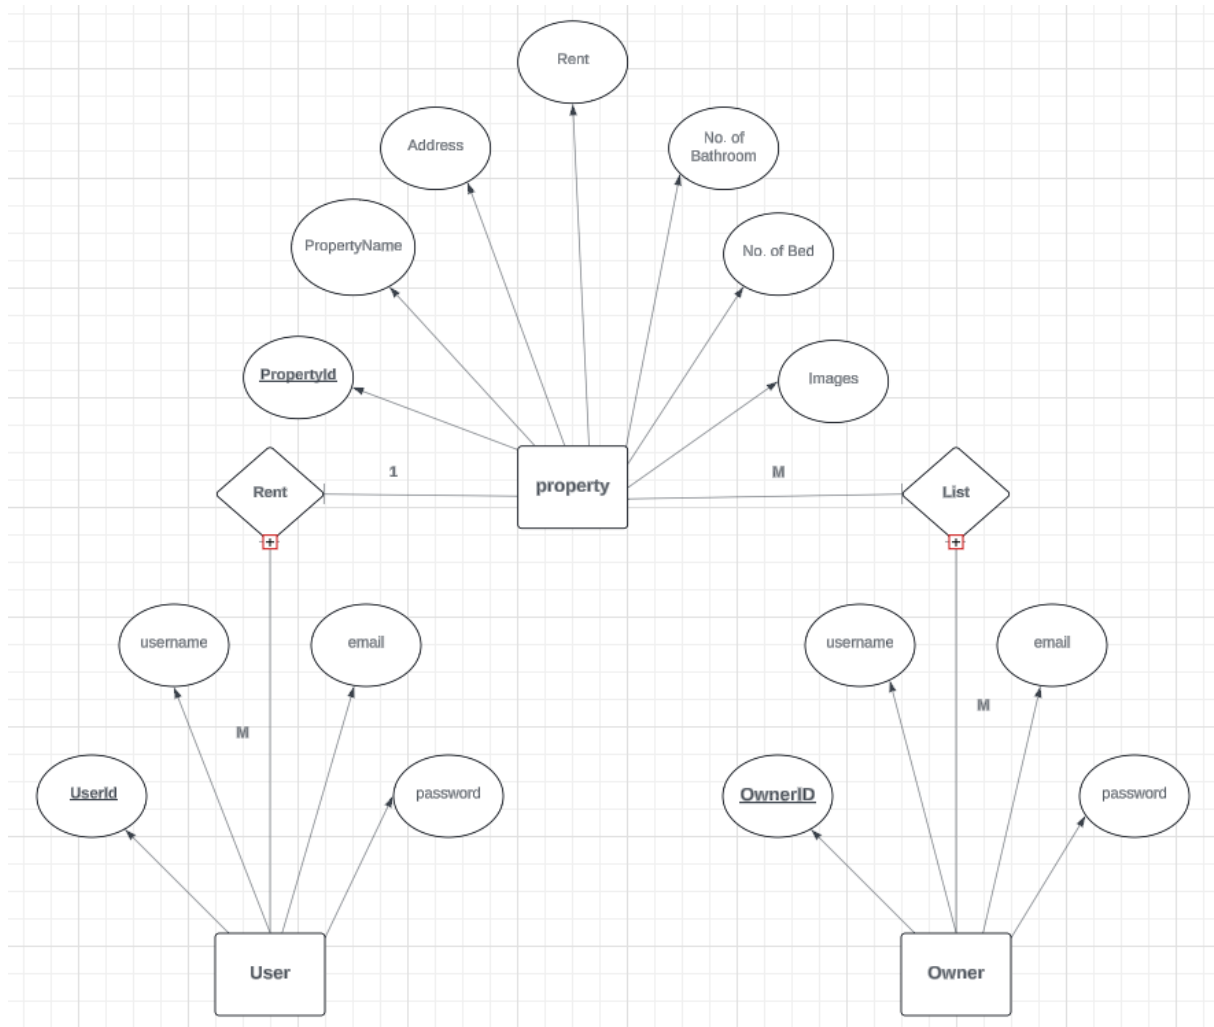 Rent
Address
No. of
Bathroom
PropertyName
No. of Bed
PropertyId
Images
1
M
Rent
property
List
+
+
username
email
username
email
M
M
UserId
password
OwnerID
password
User
Owner